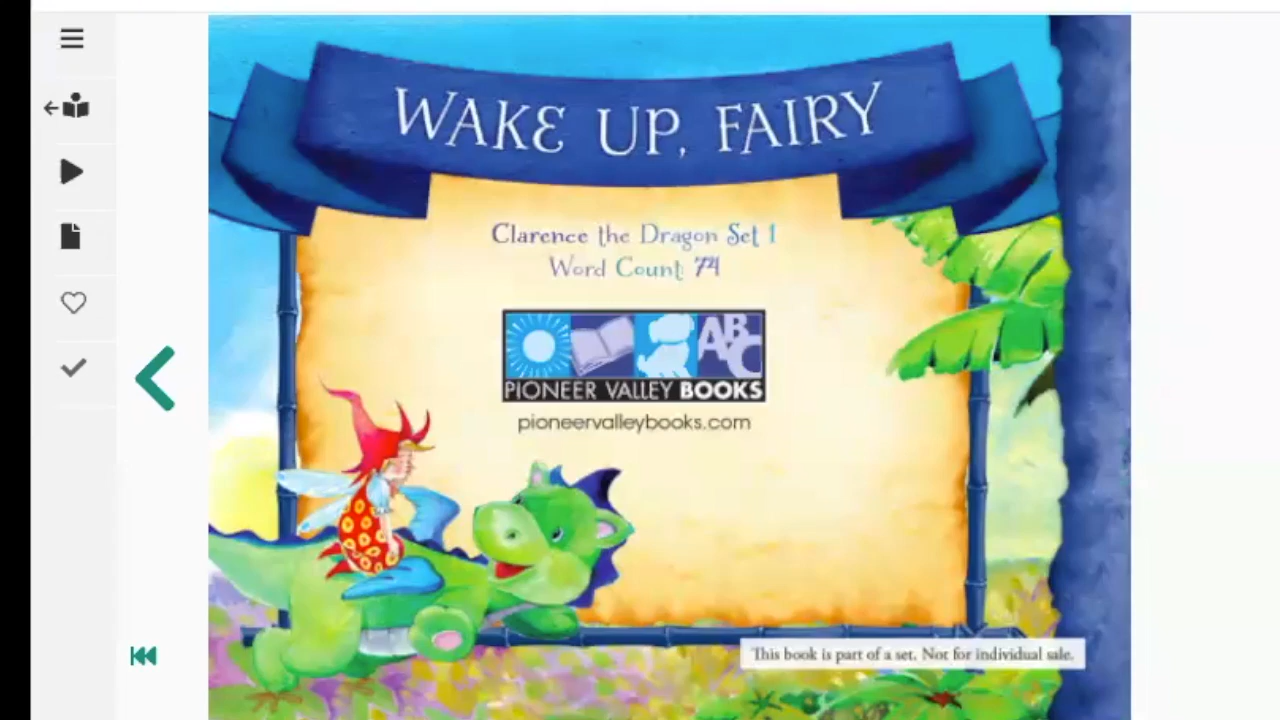 WAKE UP, FAIRY
Clarence the Dragon Set 1
Word Count: 74
ABC
PIONEER VALLEY BOOKS
pioneervalleybooks.com
This book is part of a set. Not for individual sale.